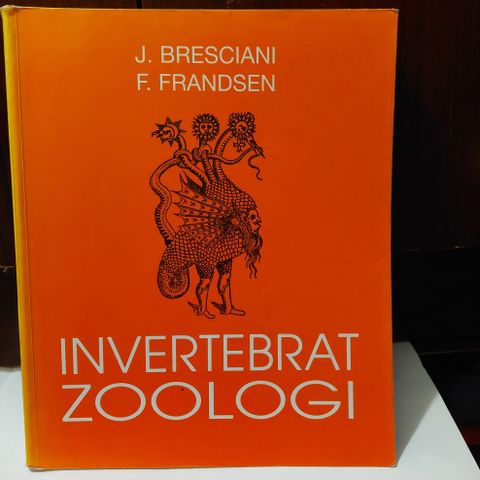 J. BRESCIANI
F. FRANDSEN
INVERTEBRAT
ZOOLOGI